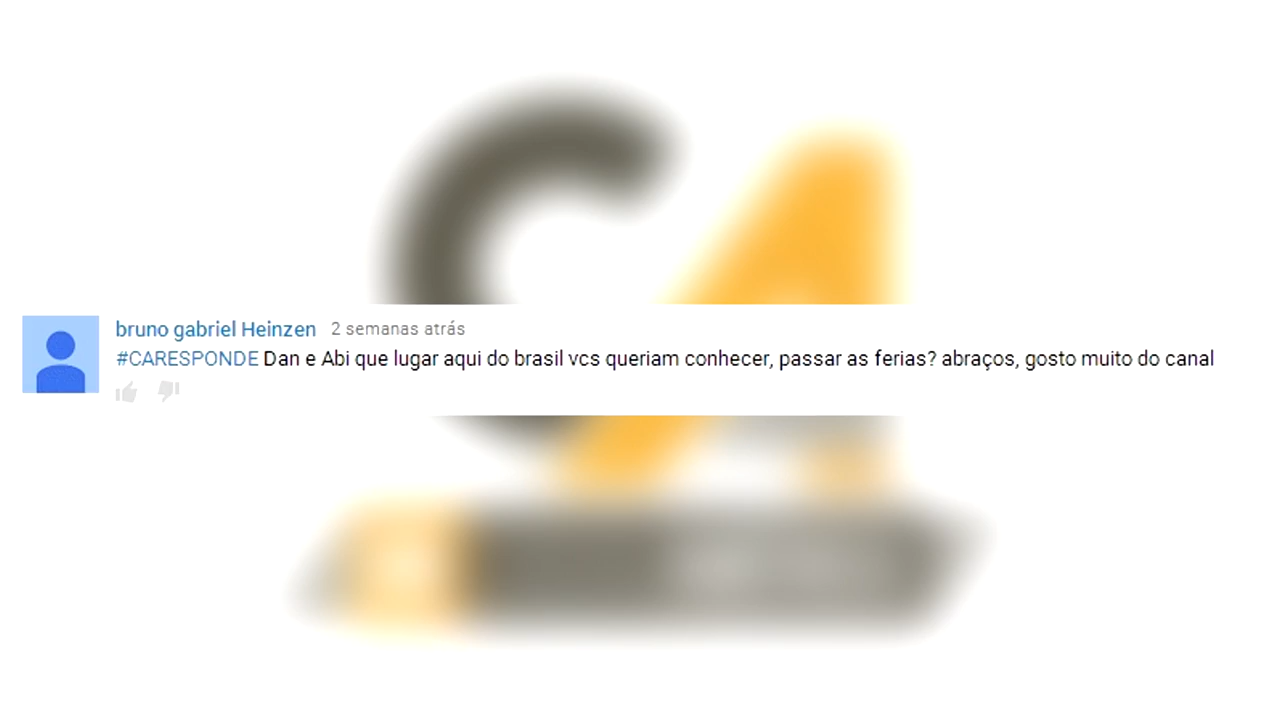 bruno gabriel Heinzen 2 semanas atrás
#CARESPONDE Dan e Abi que lugar aqui do brasil vcs queriam conhecer, passar as ferias? abraços, gosto muito do canal